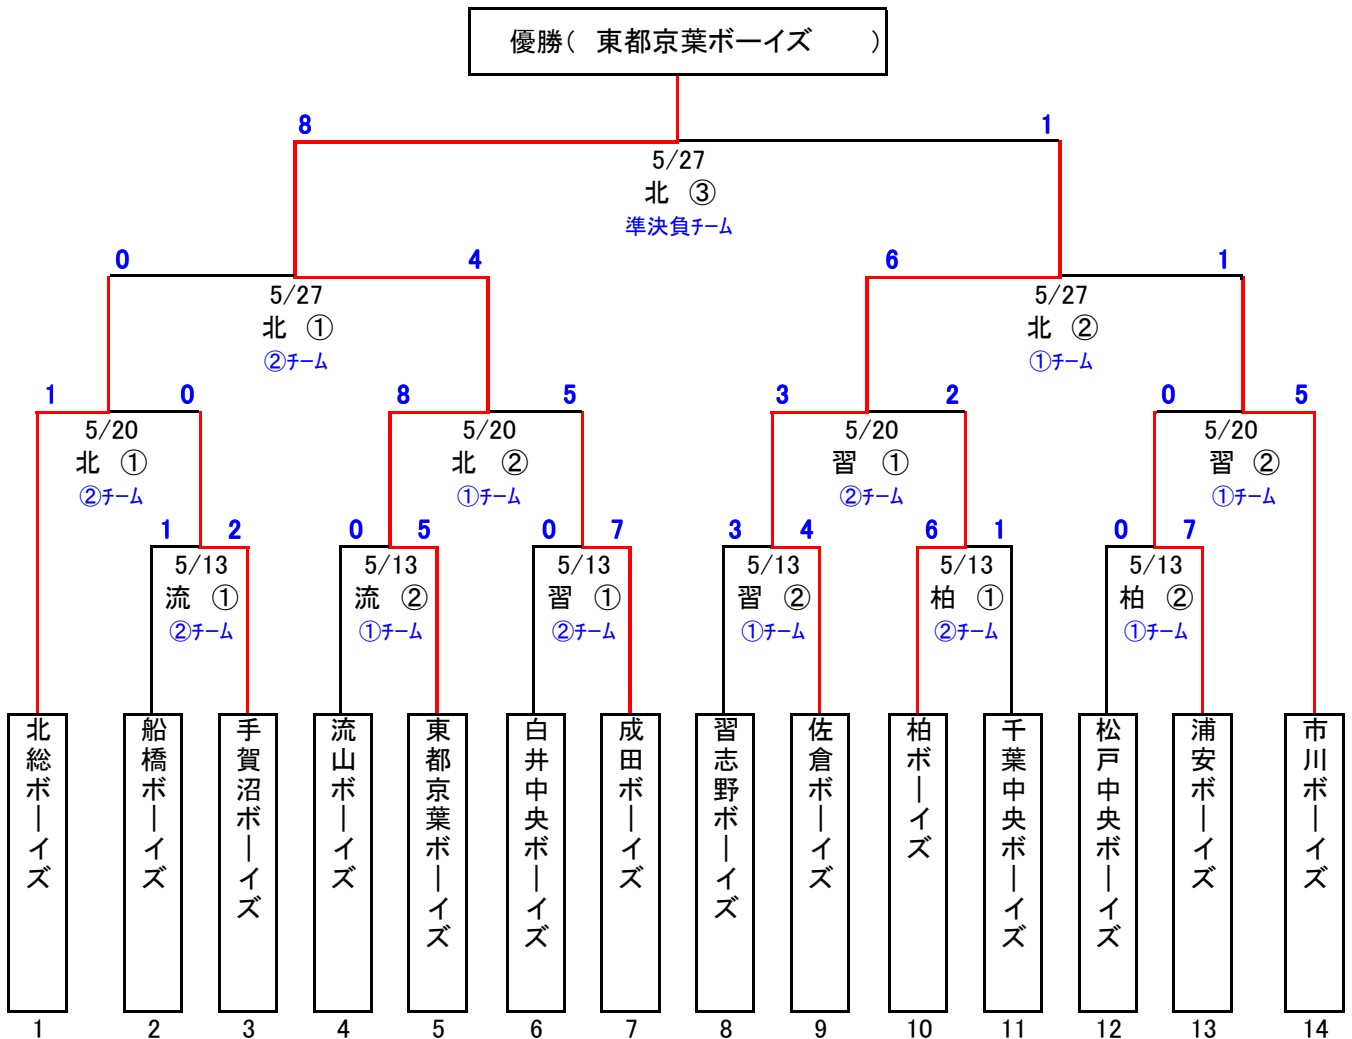 優勝( 東都京葉ボーイズ )
8 1
5/27
北 ③
準決負チーム
0 4 6 1
5/27 5/27
北 ① 北 ②
②チーム ①チーム
1 0 8 5 3 2 0 5
5/20 5/20 5/20 5/20
北 ① 北 ② 習 ① 習 ②
②チーム ①チーム ②チーム ①チーム
1 2 0 5 0 7 3 4 6 1 0 7
5/13 5/13 5/13 5/13 5/13 5/13
流 ① 流 ② 習 ① 習 ② 柏 ① 柏 ②
②チーム ①チーム ②チーム ①チーム ②チーム ①チーム
北総ボーイズ
船橋ボーイズ
手賀沼ボーイズ
流山ボーイズ
東都京葉ボーイズ
白井中央ボーイズ
成田ボーイズ
習志野ボーイズ
佐倉ボーイズ
柏ボーイズ
千葉中央ボーイズ
松戸中央ボーイズ
浦安ボーイズ
市川ボーイズ
1 2 3 4 5 6 7 8 9 10 11 12 13 14